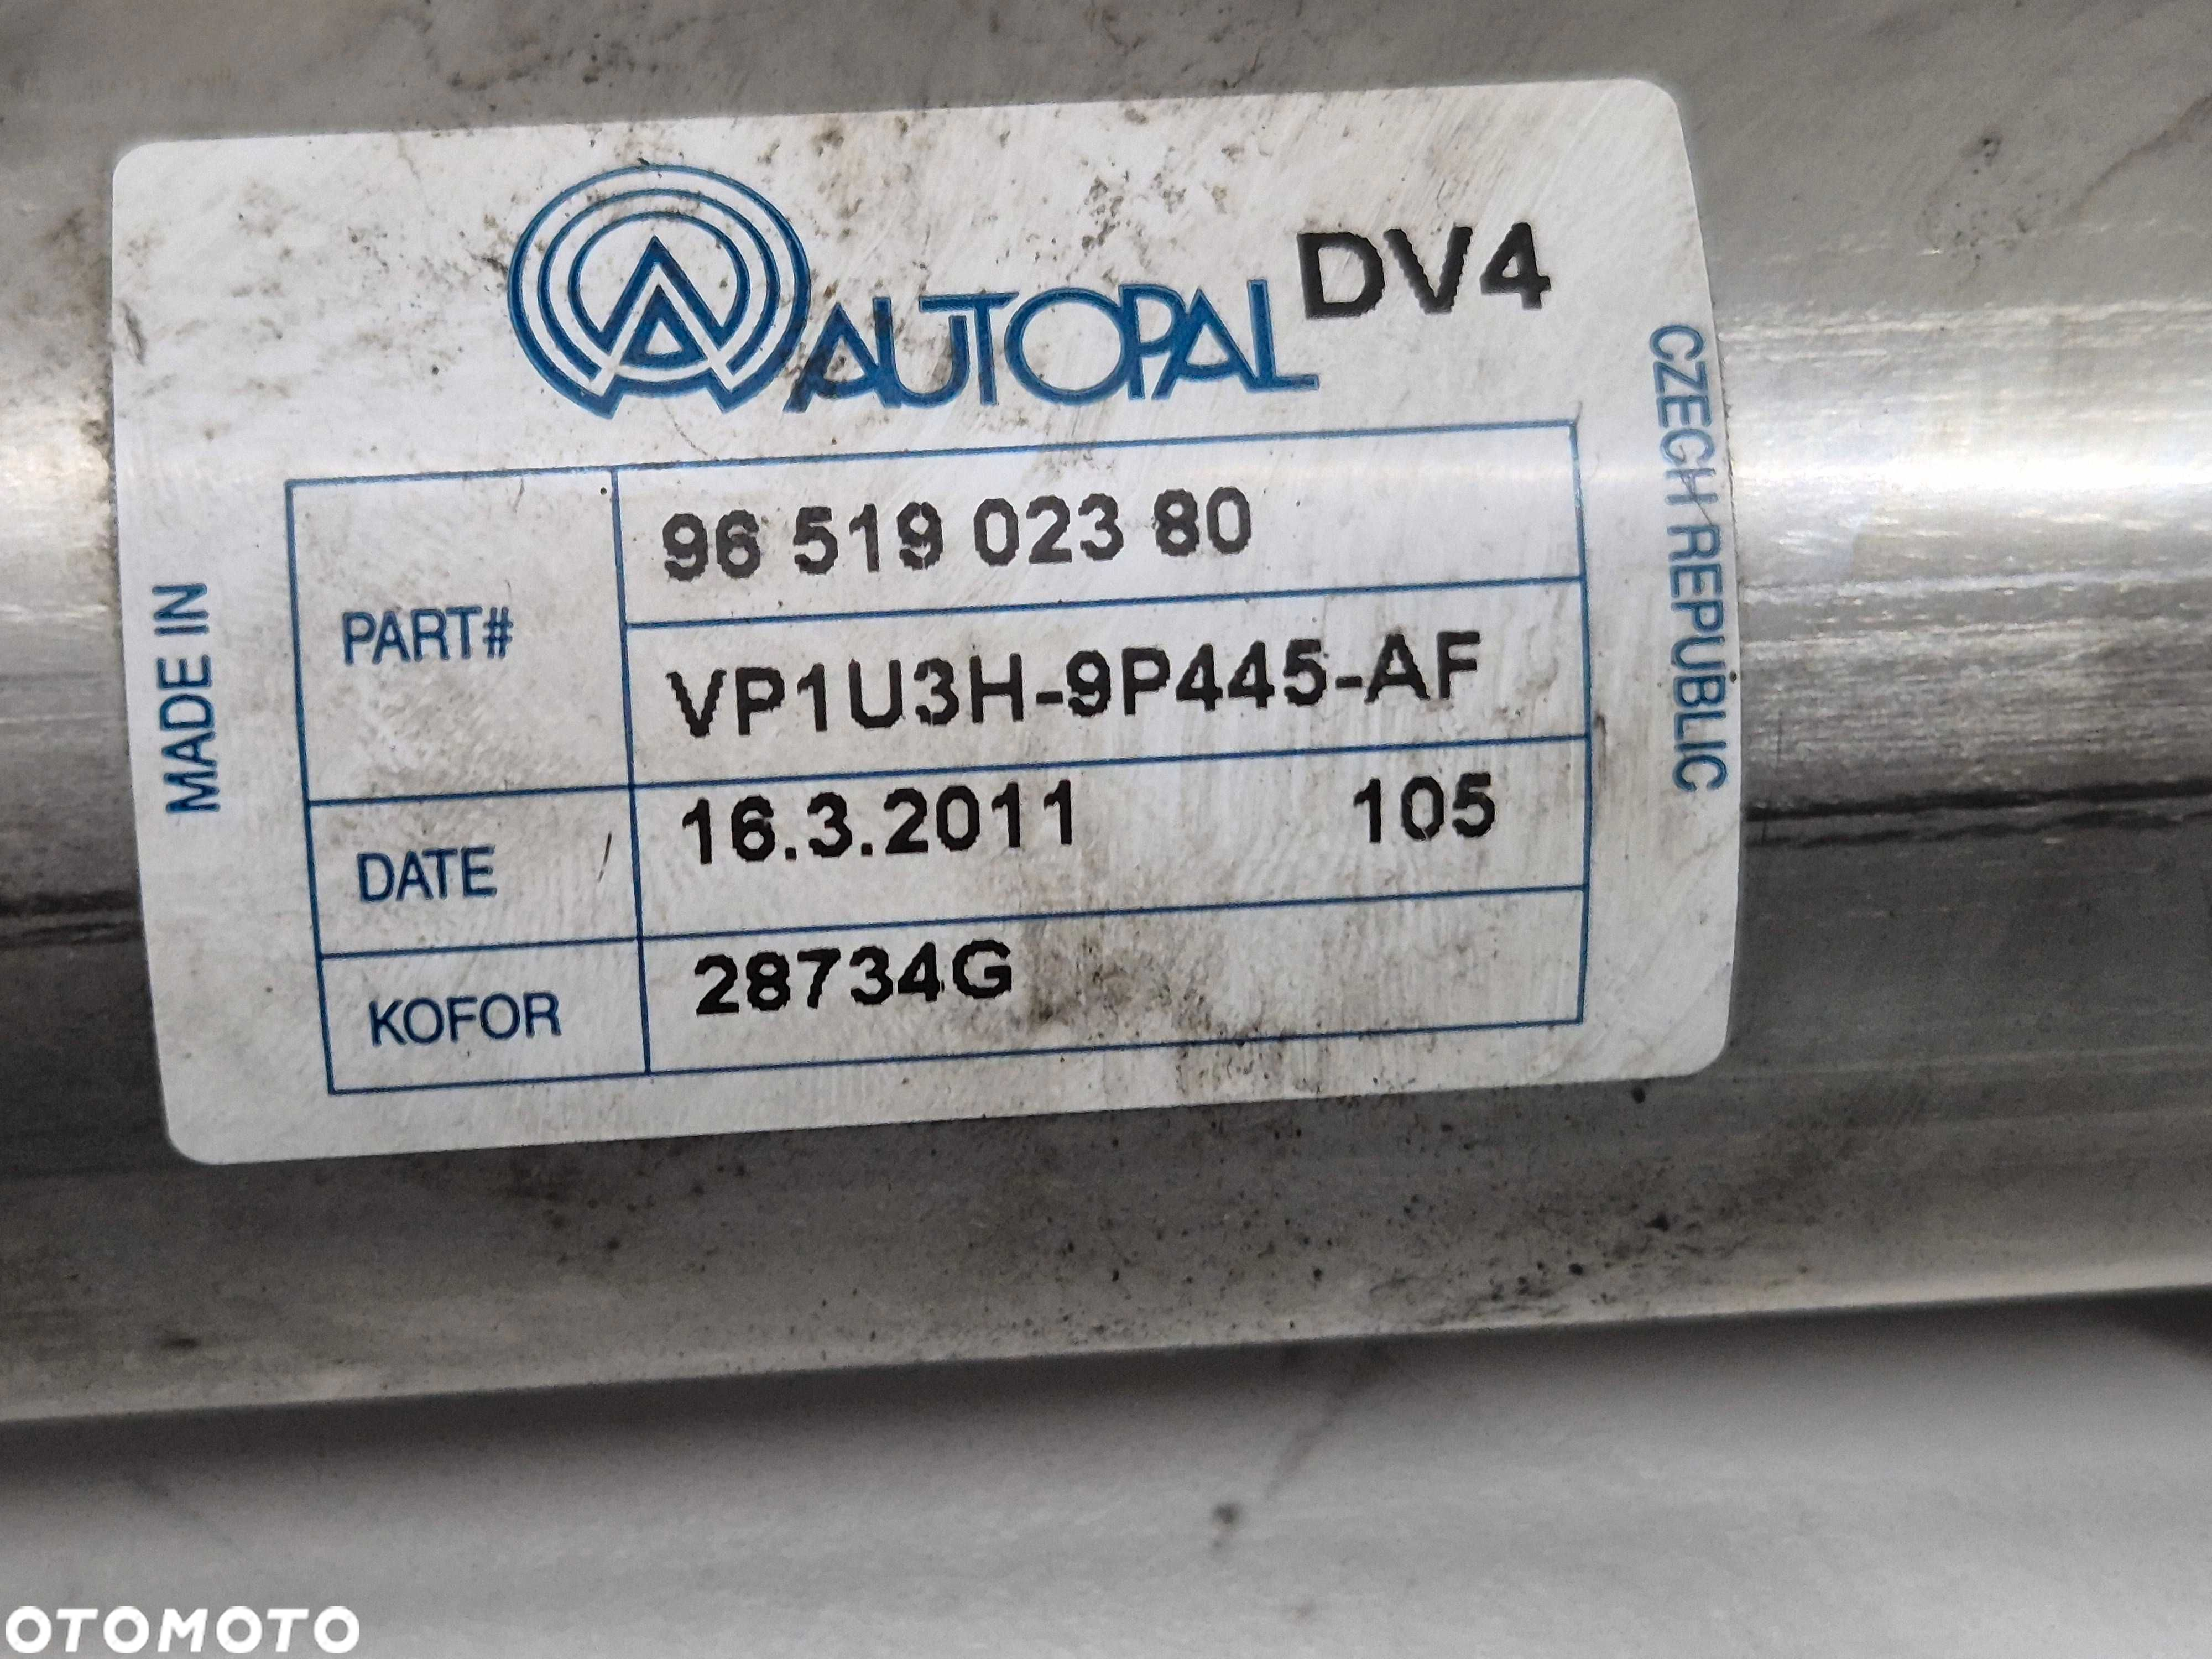 AUTOPAL DV4
MADE IN
CZECH REPUBLIC
PART# 96 519 023 80
VP1U3H-9P445-AF
DATE 16.3.2011 105
KOFOR 28734G
OTOMOTO